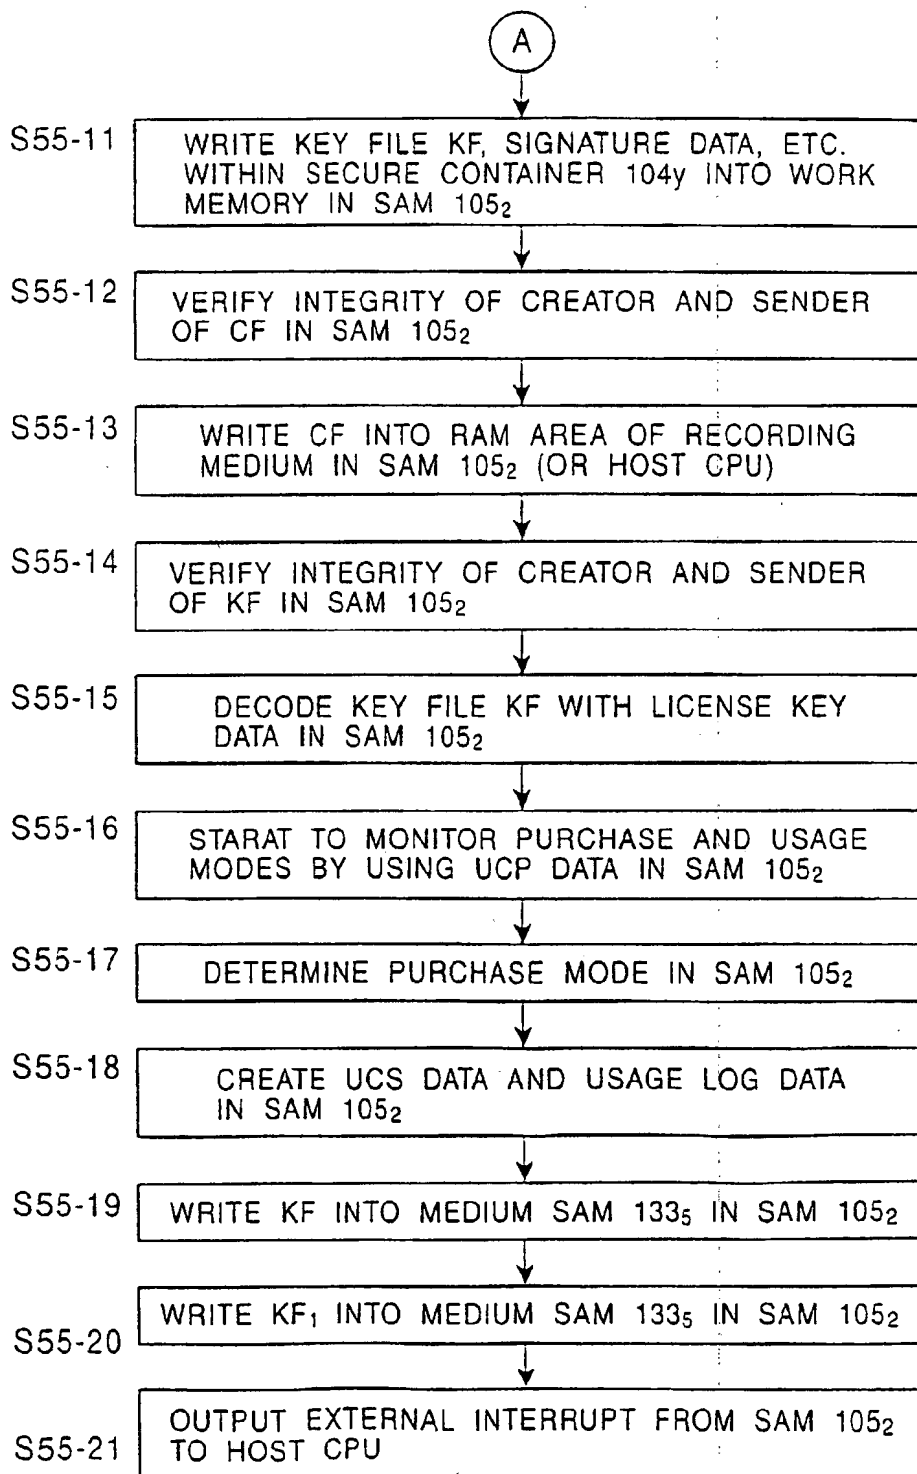 A
S55-11
WRITE KEY FILE KF, SIGNATURE DATA, ETC.
WITHIN SECURE CONTAINER 104y INTO WORK
MEMORY IN SAM 105₂
S55-12
VERIFY INTEGRITY OF CREATOR AND SENDER
OF CF IN SAM 105₂
S55-13
WRITE CF INTO RAM AREA OF RECORDING
MEDIUM IN SAM 105₂ (OR HOST CPU)
S55-14
VERIFY INTEGRITY OF CREATOR AND SENDER
OF KF IN SAM 105₂
S55-15
DECODE KEY FILE KF WITH LICENSE KEY
DATA IN SAM 105₂
S55-16
STARAT TO MONITOR PURCHASE AND USAGE
MODES BY USING UCP DATA IN SAM 105₂
S55-17
DETERMINE PURCHASE MODE IN SAM 105₂
S55-18
CREATE UCS DATA AND USAGE LOG DATA
IN SAM 105₂
S55-19
WRITE KF INTO MEDIUM SAM 133₅ IN SAM 105₂
WRITE KF₁ INTO MEDIUM SAM 133₅ IN SAM 105₂
S55-20
OUTPUT EXTERNAL INTERRUPT FROM SAM 105₂
TO HOST CPU
S55-21